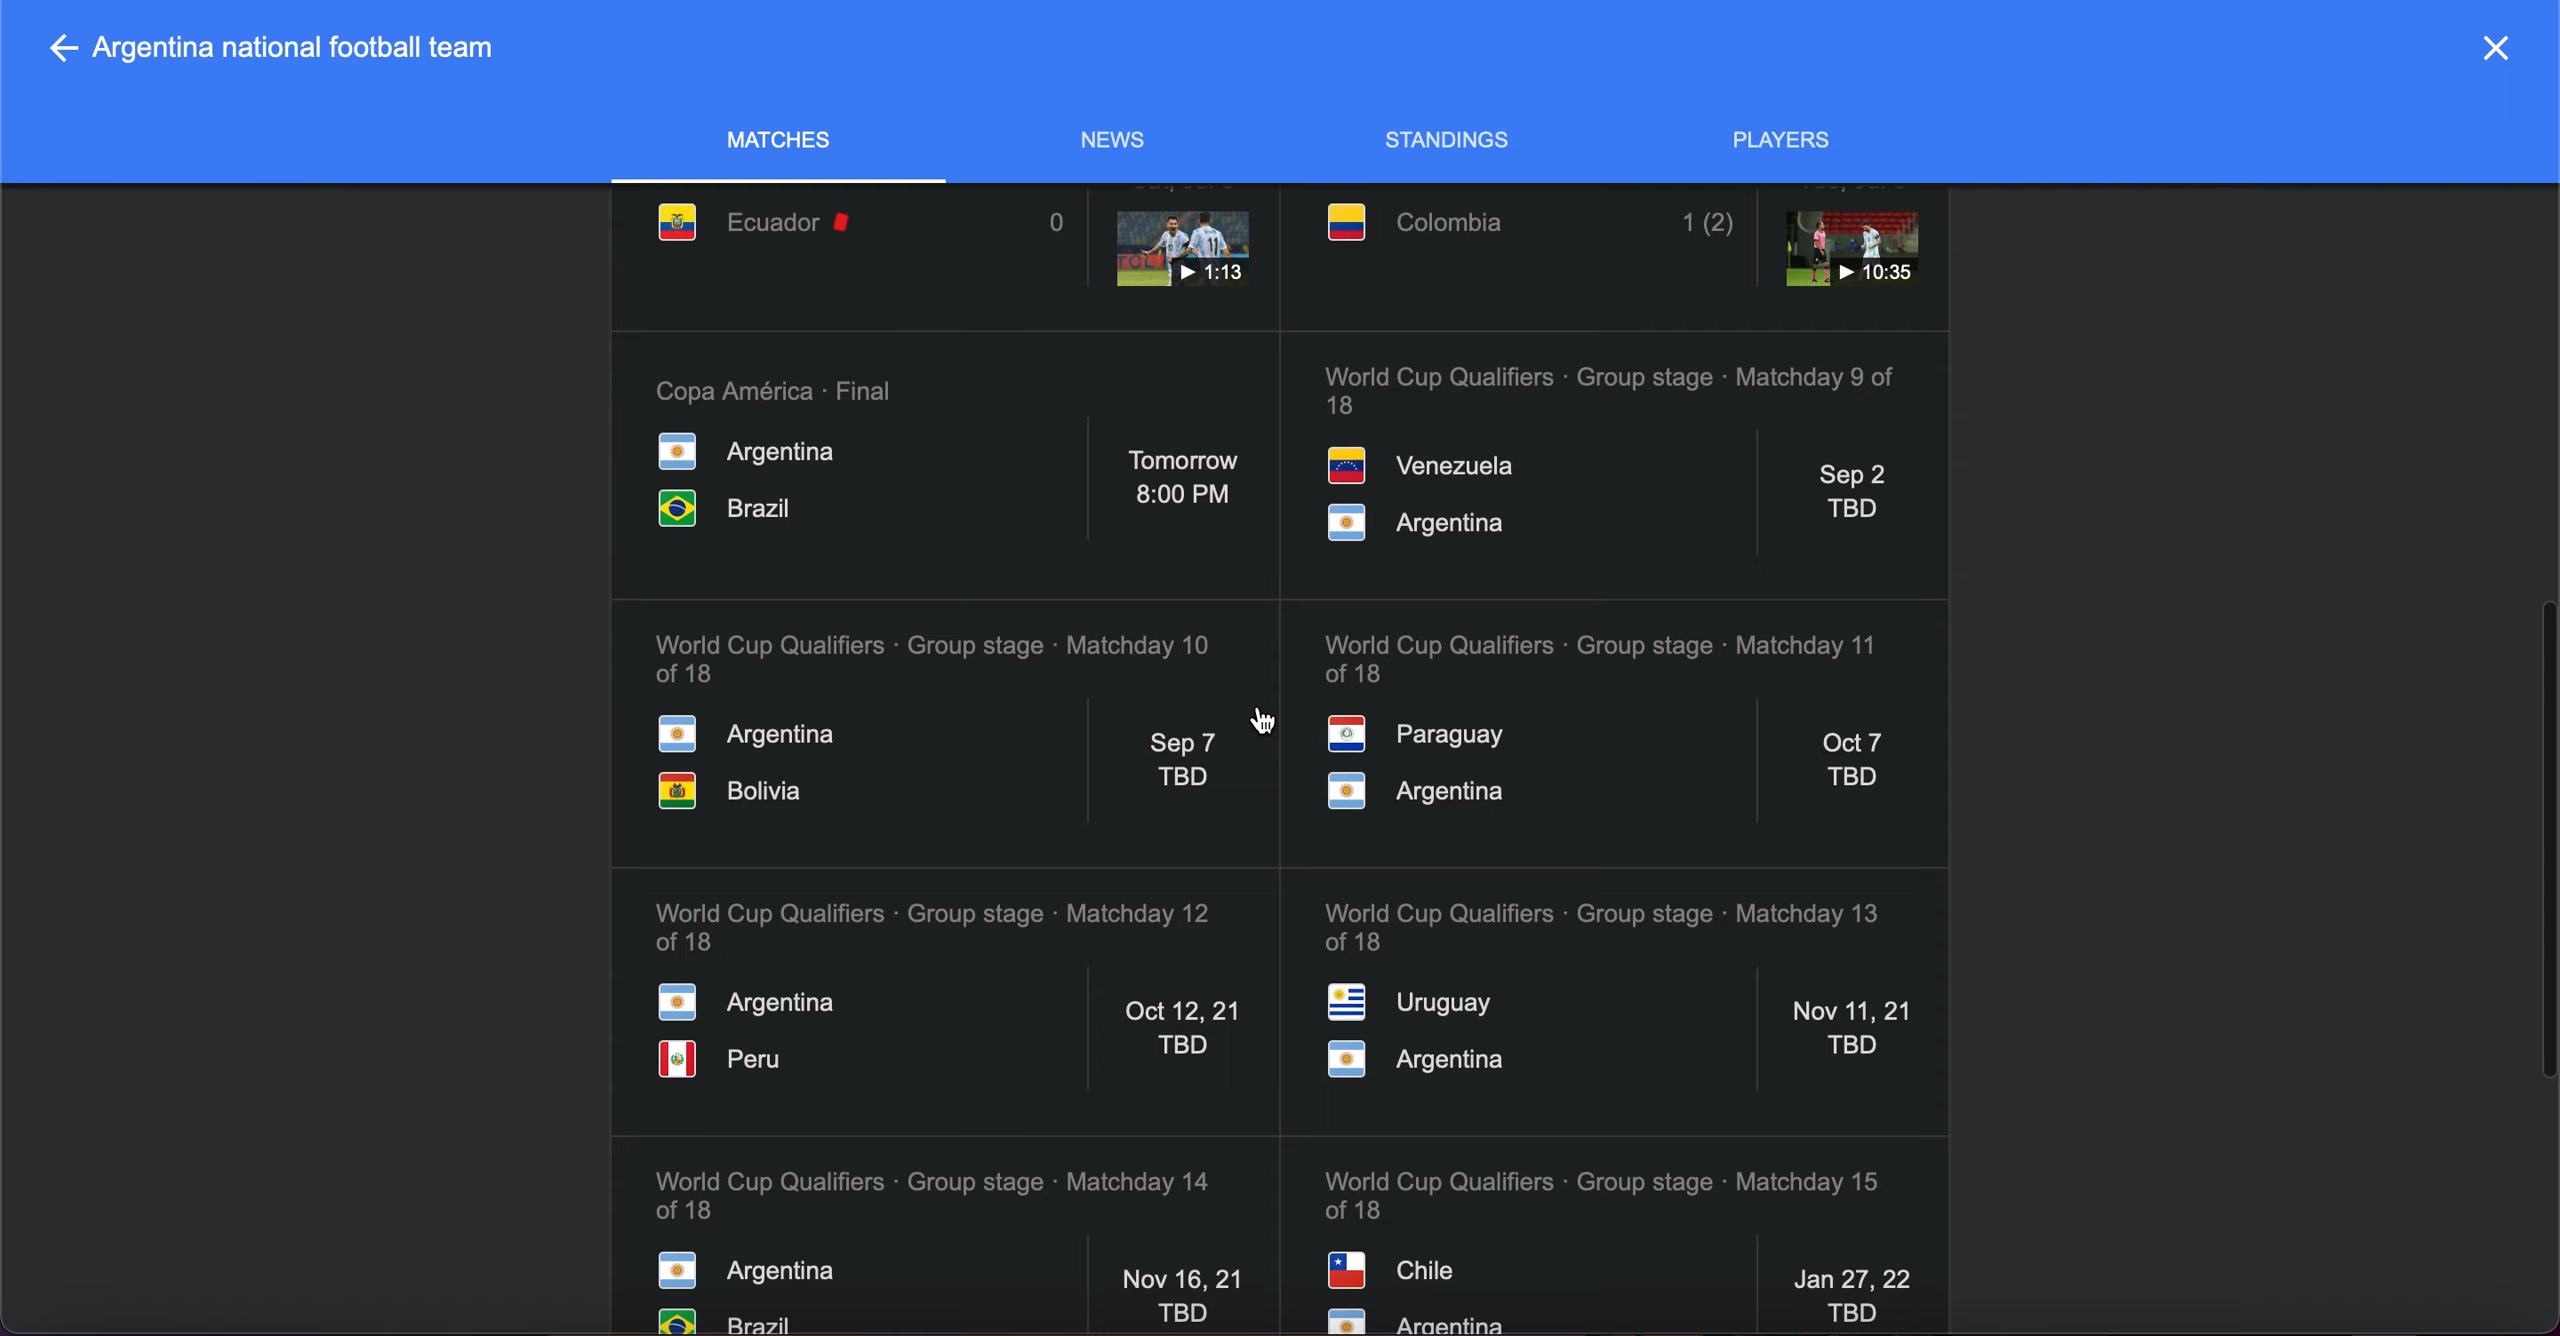 Argentina national football team
MATCHES
NEWS
STANDINGS
PLAYERS
Ecuador
0
1:13
Colombia
1 (2)
10:35
Copa América · Final
Argentina
Brazil
Tomorrow
8:00 PM
World Cup Qualifiers · Group stage · Matchday 9 of
18
Venezuela
Argentina
Sep 2
TBD
World Cup Qualifiers · Group stage · Matchday 10
of 18
Argentina
Bolivia
Sep 7
TBD
World Cup Qualifiers · Group stage · Matchday 11
of 18
Paraguay
Argentina
Oct 7
TBD
World Cup Qualifiers · Group stage · Matchday 12
of 18
Argentina
Peru
Oct 12, 21
TBD
World Cup Qualifiers · Group stage · Matchday 13
of 18
Uruguay
Argentina
Nov 11, 21
TBD
World Cup Qualifiers · Group stage · Matchday 14
of 18
Argentina
Brazil
Nov 16, 21
TBD
World Cup Qualifiers · Group stage · Matchday 15
of 18
Chile
Argentina
Jan 27, 22
TBD